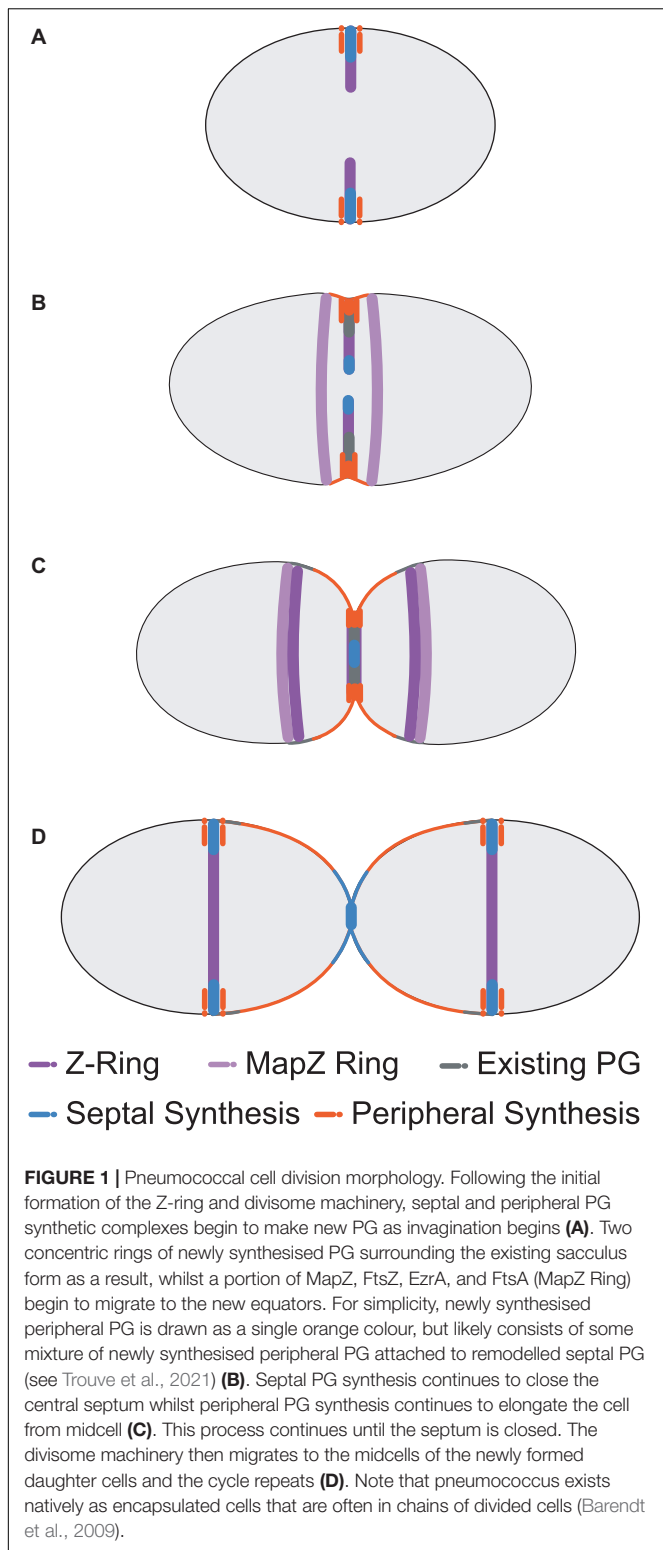 A
B
C
D
Z-Ring MapZ Ring Existing PG
Septal Synthesis Peripheral Synthesis
FIGURE 1 | Pneumococcal cell division morphology. Following the initial
formation of the Z-ring and divisome machinery, septal and peripheral PG
synthetic complexes begin to make new PG as invagination begins (A). Two
concentric rings of newly synthesised PG surrounding the existing sacculus
form as a result, whilst a portion of MapZ, FtsZ, EzrA, and FtsA (MapZ Ring)
begin to migrate to the new equators. For simplicity, newly synthesised
peripheral PG is drawn as a single orange colour, but likely consists of some
mixture of newly synthesised peripheral PG attached to remodelled septal PG
(see Trouve et al., 2021) (B). Septal PG synthesis continues to close the
central septum whilst peripheral PG synthesis continues to elongate the cell
from midcell (C). This process continues until the septum is closed. The
divisome machinery then migrates to the midcells of the newly formed
daughter cells and the cycle repeats (D). Note that pneumococcus exists
natively as encapsulated cells that are often in chains of divided cells (Barendt
et al., 2009).